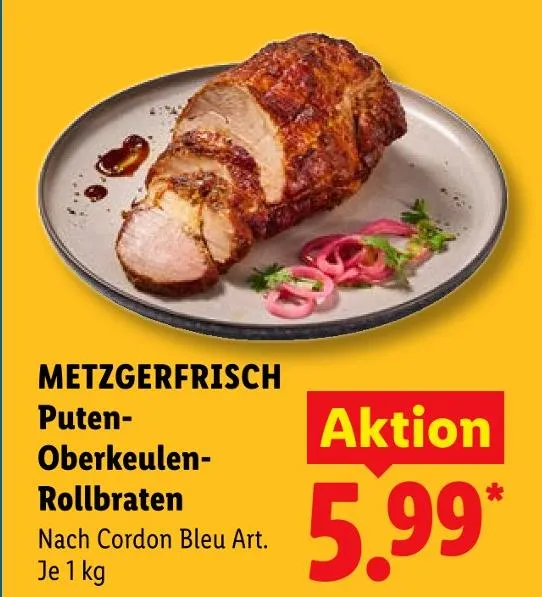 METZGERFRISCH
Puten-
Oberkeulen-
Rollbraten
Nach Cordon Bleu Art.
Je 1 kg
Aktion
5.99*